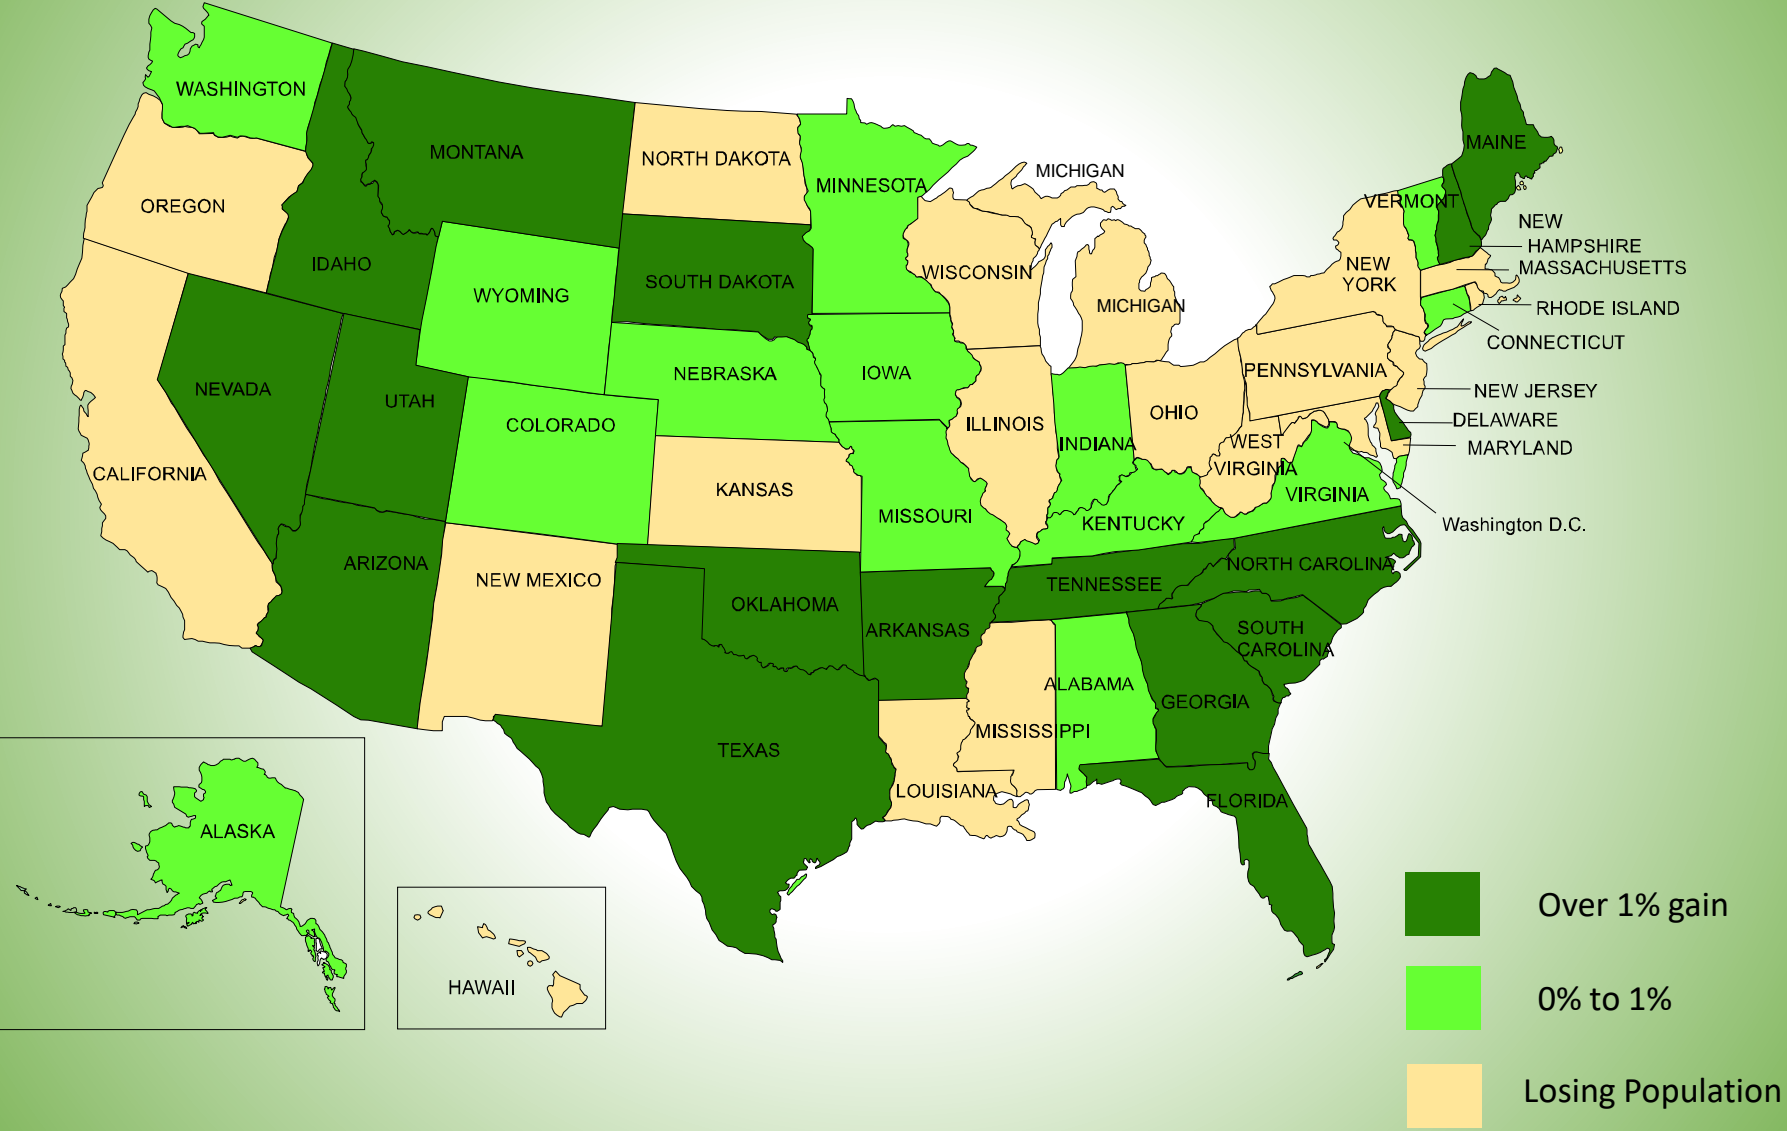 WASHINGTON
MONTANA
NORTH DAKOTA
MINNESOTA
MICHIGAN
MAINE
OREGON
IDAHO
WYOMING
SOUTH DAKOTA
WISCONSIN
MICHIGAN
VERMONT
NEW
HAMPSHIRE
MASSACHUSETTS
NEW
YORK
RHODE ISLAND
CONNECTICUT
NEVADA
UTAH
COLORADO
NEBRASKA
IOWA
ILLINOIS
INDIANA
OHIO
PENNSYLVANIA
NEW JERSEY
DELAWARE
MARYLAND
CALIFORNIA
KANSAS
MISSOURI
KENTUCKY
WEST
VIRGINIA
VIRGINIA
Washington D.C.
ARIZONA
NEW MEXICO
OKLAHOMA
ARKANSAS
TENNESSEE
NORTH CAROLINA
SOUTH
CAROLINA
TEXAS
LOUISIANA
MISSISSIPPI
ALABAMA
GEORGIA
FLORIDA
ALASKA
HAWAII
Over 1% gain
0% to 1%
Losing Population